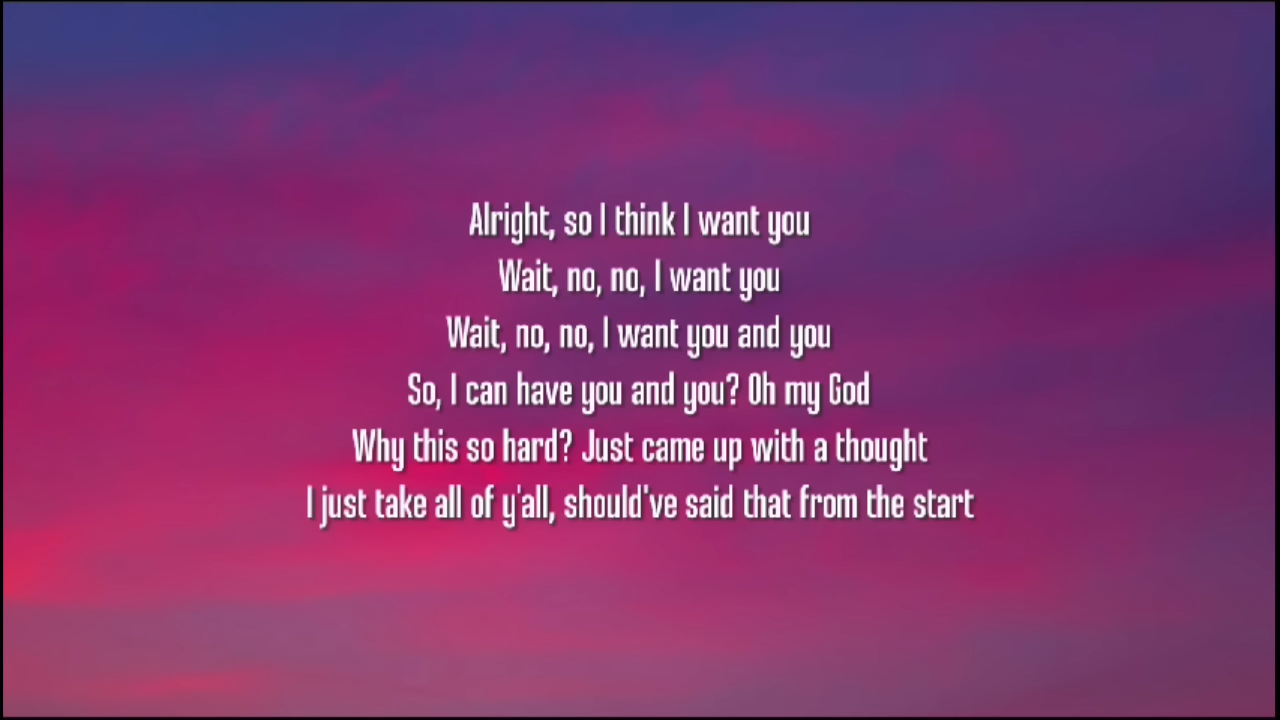 Alright, so I think I want you
Wait, no, no, I want you
Wait, no, no, I want you and you
So, I can have you and you? Oh my God
Why this so hard? Just came up with a thought
I just take all of y'all, should've said that from the start